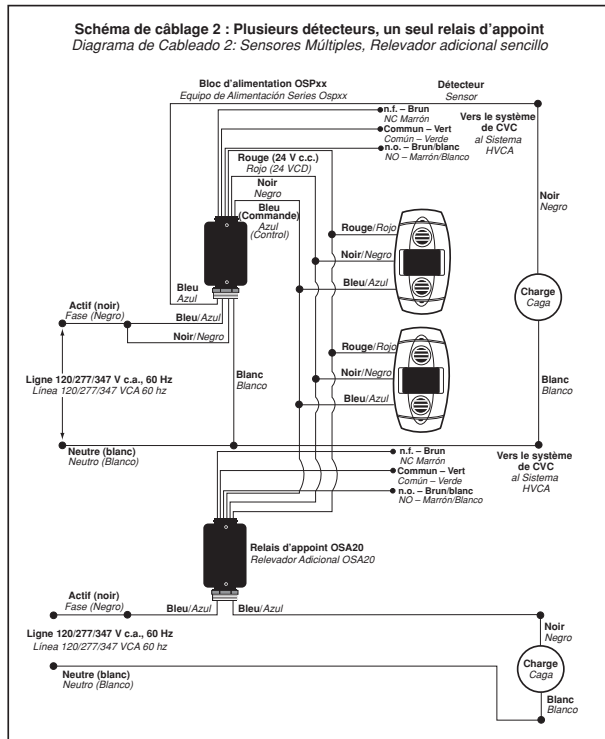 Schéma de câblage 2 : Plusieurs détecteurs, un seul relais d'appoint
Diagrama de Cableado 2: Sensores Múltiples, Relevador adicional sencillo
Bloc d'alimentation OSPxx
Equipo de Alimentación Series Ospxx
Détecteur
Sensor
n.f. – Brun
NC Marrón
Commun – Vert
Común – Verde
n.o. – Brun/blanc
NO – Marrón/Blanco
Vers le système
de CVC
al Sistema
HVCA
Rouge (24 V c.c.)
Rojo (24 VCD)
Noir
Negro
Bleu
(Commande)
Azul
(Control)
Noir
Negro
Rouge/Rojo
Noir/Negro
Bleu/Azul
Bleu
Azul
Charge
Caga
Actif (noir)
Fase (Negro)
Bleu/Azul
Noir/Negro
Rouge/Rojo
Noir/Negro
Bleu/Azul
Ligne 120/277/347 V c.a., 60 Hz
Línea 120/277/347 VCA 60 hz
Blanc
Blanco
Blanc
Blanco
Neutre (blanc)
Neutro (Blanco)
n.f. – Brun
NC Marrón
Commun – Vert
Común – Verde
n.o. – Brun/blanc
NO – Marrón/Blanco
Vers le système
de CVC
al Sistema
HVCA
Relais d'appoint OSA20
Relevador Adicional OSA20
Actif (noir)
Fase (Negro)
Bleu/Azul
Bleu/Azul
Ligne 120/277/347 V c.a., 60 Hz
Línea 120/277/347 VCA 60 hz
Noir
Negro
Charge
Caga
Neutre (blanc)
Neutro (Blanco)
Blanc
Blanco